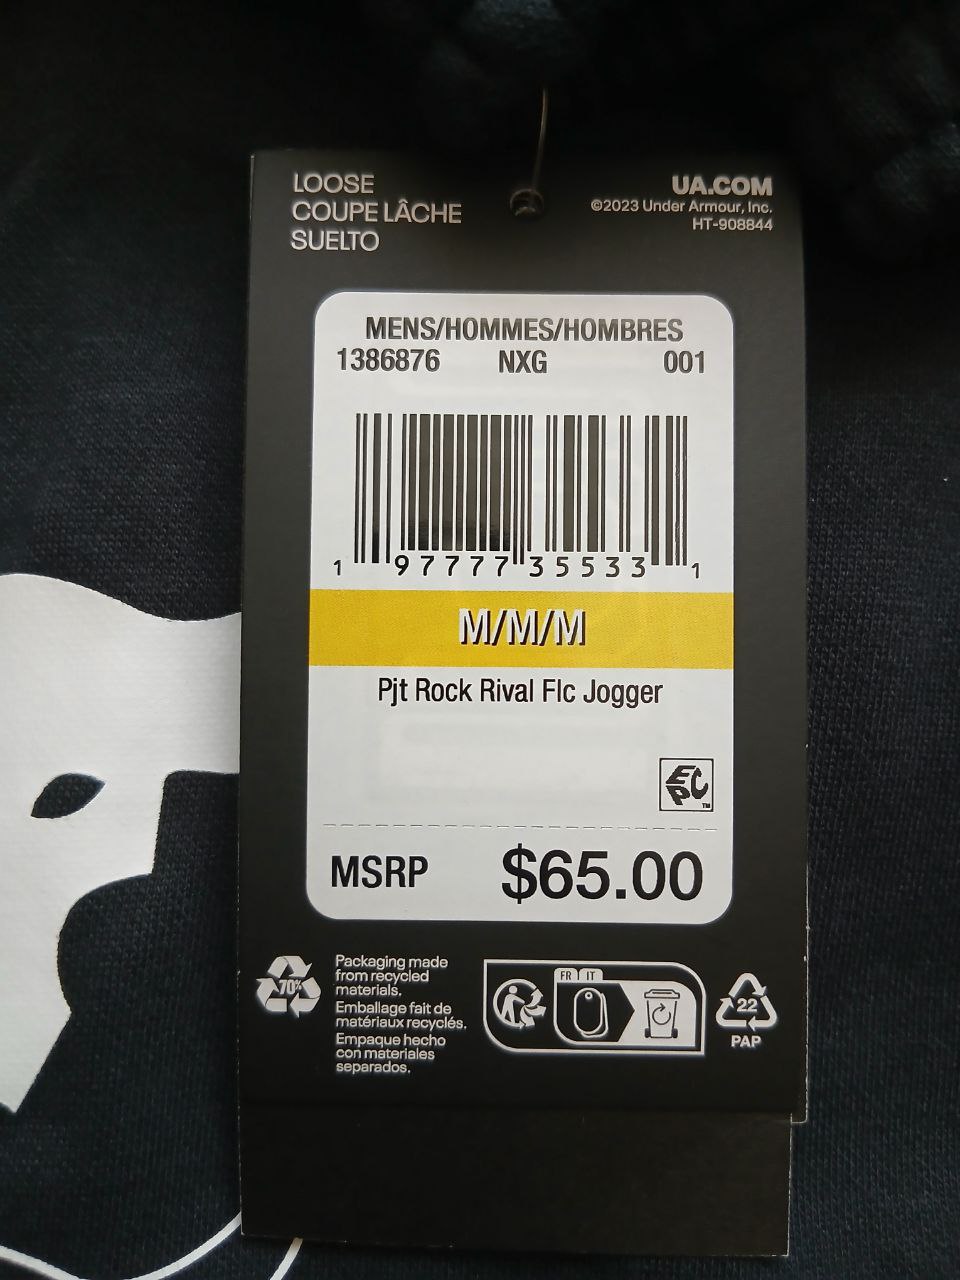 LOOSE
COUPE LÂCHE
SUELTO
UA.COM
©2023 Under Armour, Inc.
HT-908844
MENS/HOMMES/HOMBRES
1386876 NXG 001
1 97777 35533 1
M/M/M
Pjt Rock Rival Flc Jogger
EPC™
MSRP $65.00
70%
Packaging made
from recycled
materials.
Emballage fait de
matériaux recyclés.
Empaque hecho
con materiales
separados.
FR IT
22
PAP